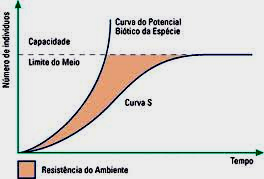 Número de indivíduos
Curva do Potencial
Biótico da Espécie
Capacidade
Limite do Meio
Curva S
Tempo
Resistência do Ambiente